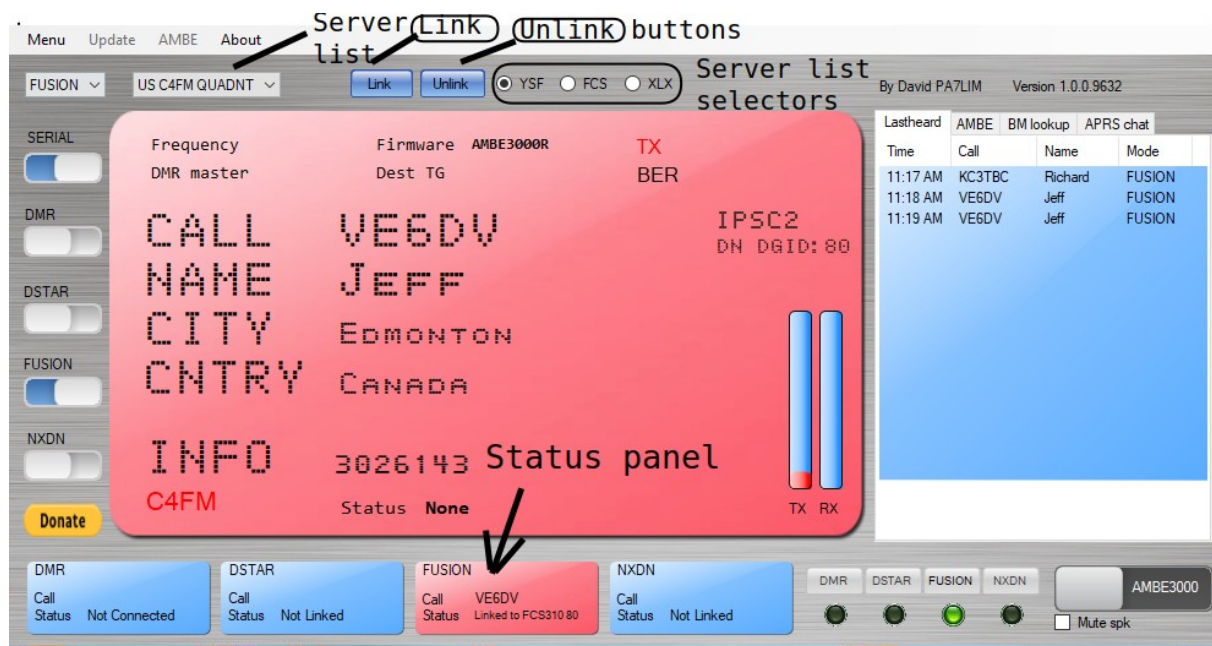 Server Link Unlink buttons
list
Menu Update AMBE About
Server list
selectors
FUSION US C4FM QUADNT Link Unlink YSF FCS XLX
By David PA7LIM Version 1.0.0.9632
SERIAL
DMR
DSTAR
FUSION
NXDN
Donate
Frequency Firmware AMBE3000R TX
DMR master Dest TG BER
CALL VE6DV
IPSC2
DN DGID:80
NAME Jeff
CITY Edmonton
CNTRY Canada
INFO 3026143
Status panel
C4FM Status None
TX RX
Lastheard AMBE BM lookup APRS chat
Time Call Name Mode
11:17 AM KC3TBC Richard FUSION
11:18 AM VE6DV Jeff FUSION
11:19 AM VE6DV Jeff FUSION
DMR
Call
Status Not Connected
DSTAR
Call
Status Not Linked
FUSION
Call VE6DV
Status Linked to FCS310 80
NXDN
Call
Status Not Linked
DMR DSTAR FUSION NXDN
AMBE3000
Mute spk